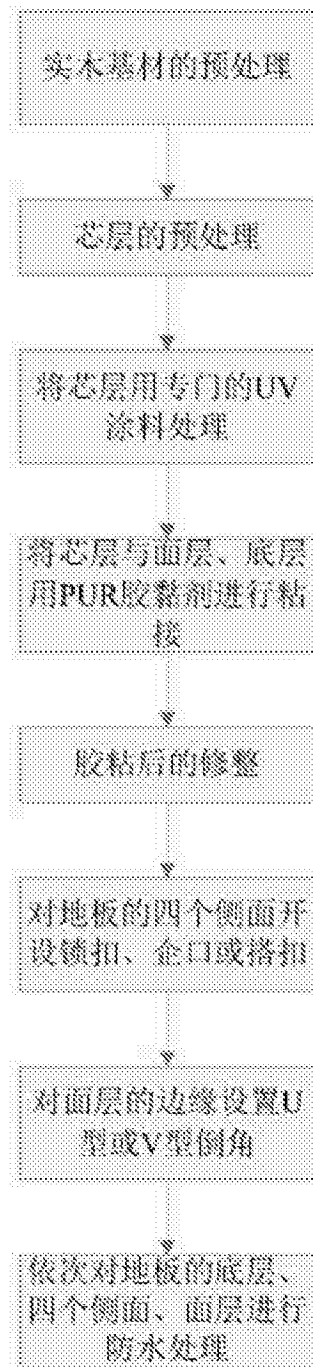 实木基材的预处理
芯层的预处理
将芯层用专门的UV
涂料处理
将芯层与面层、底层
用PUR胶黏剂进行粘
接
胶粘后的修整
对地板的四个侧面开
设锁扣、企口或搭扣
对面层的边缘设置U
型或V型倒角
依次对地板的底层、
四个侧面、面层进行
防水处理